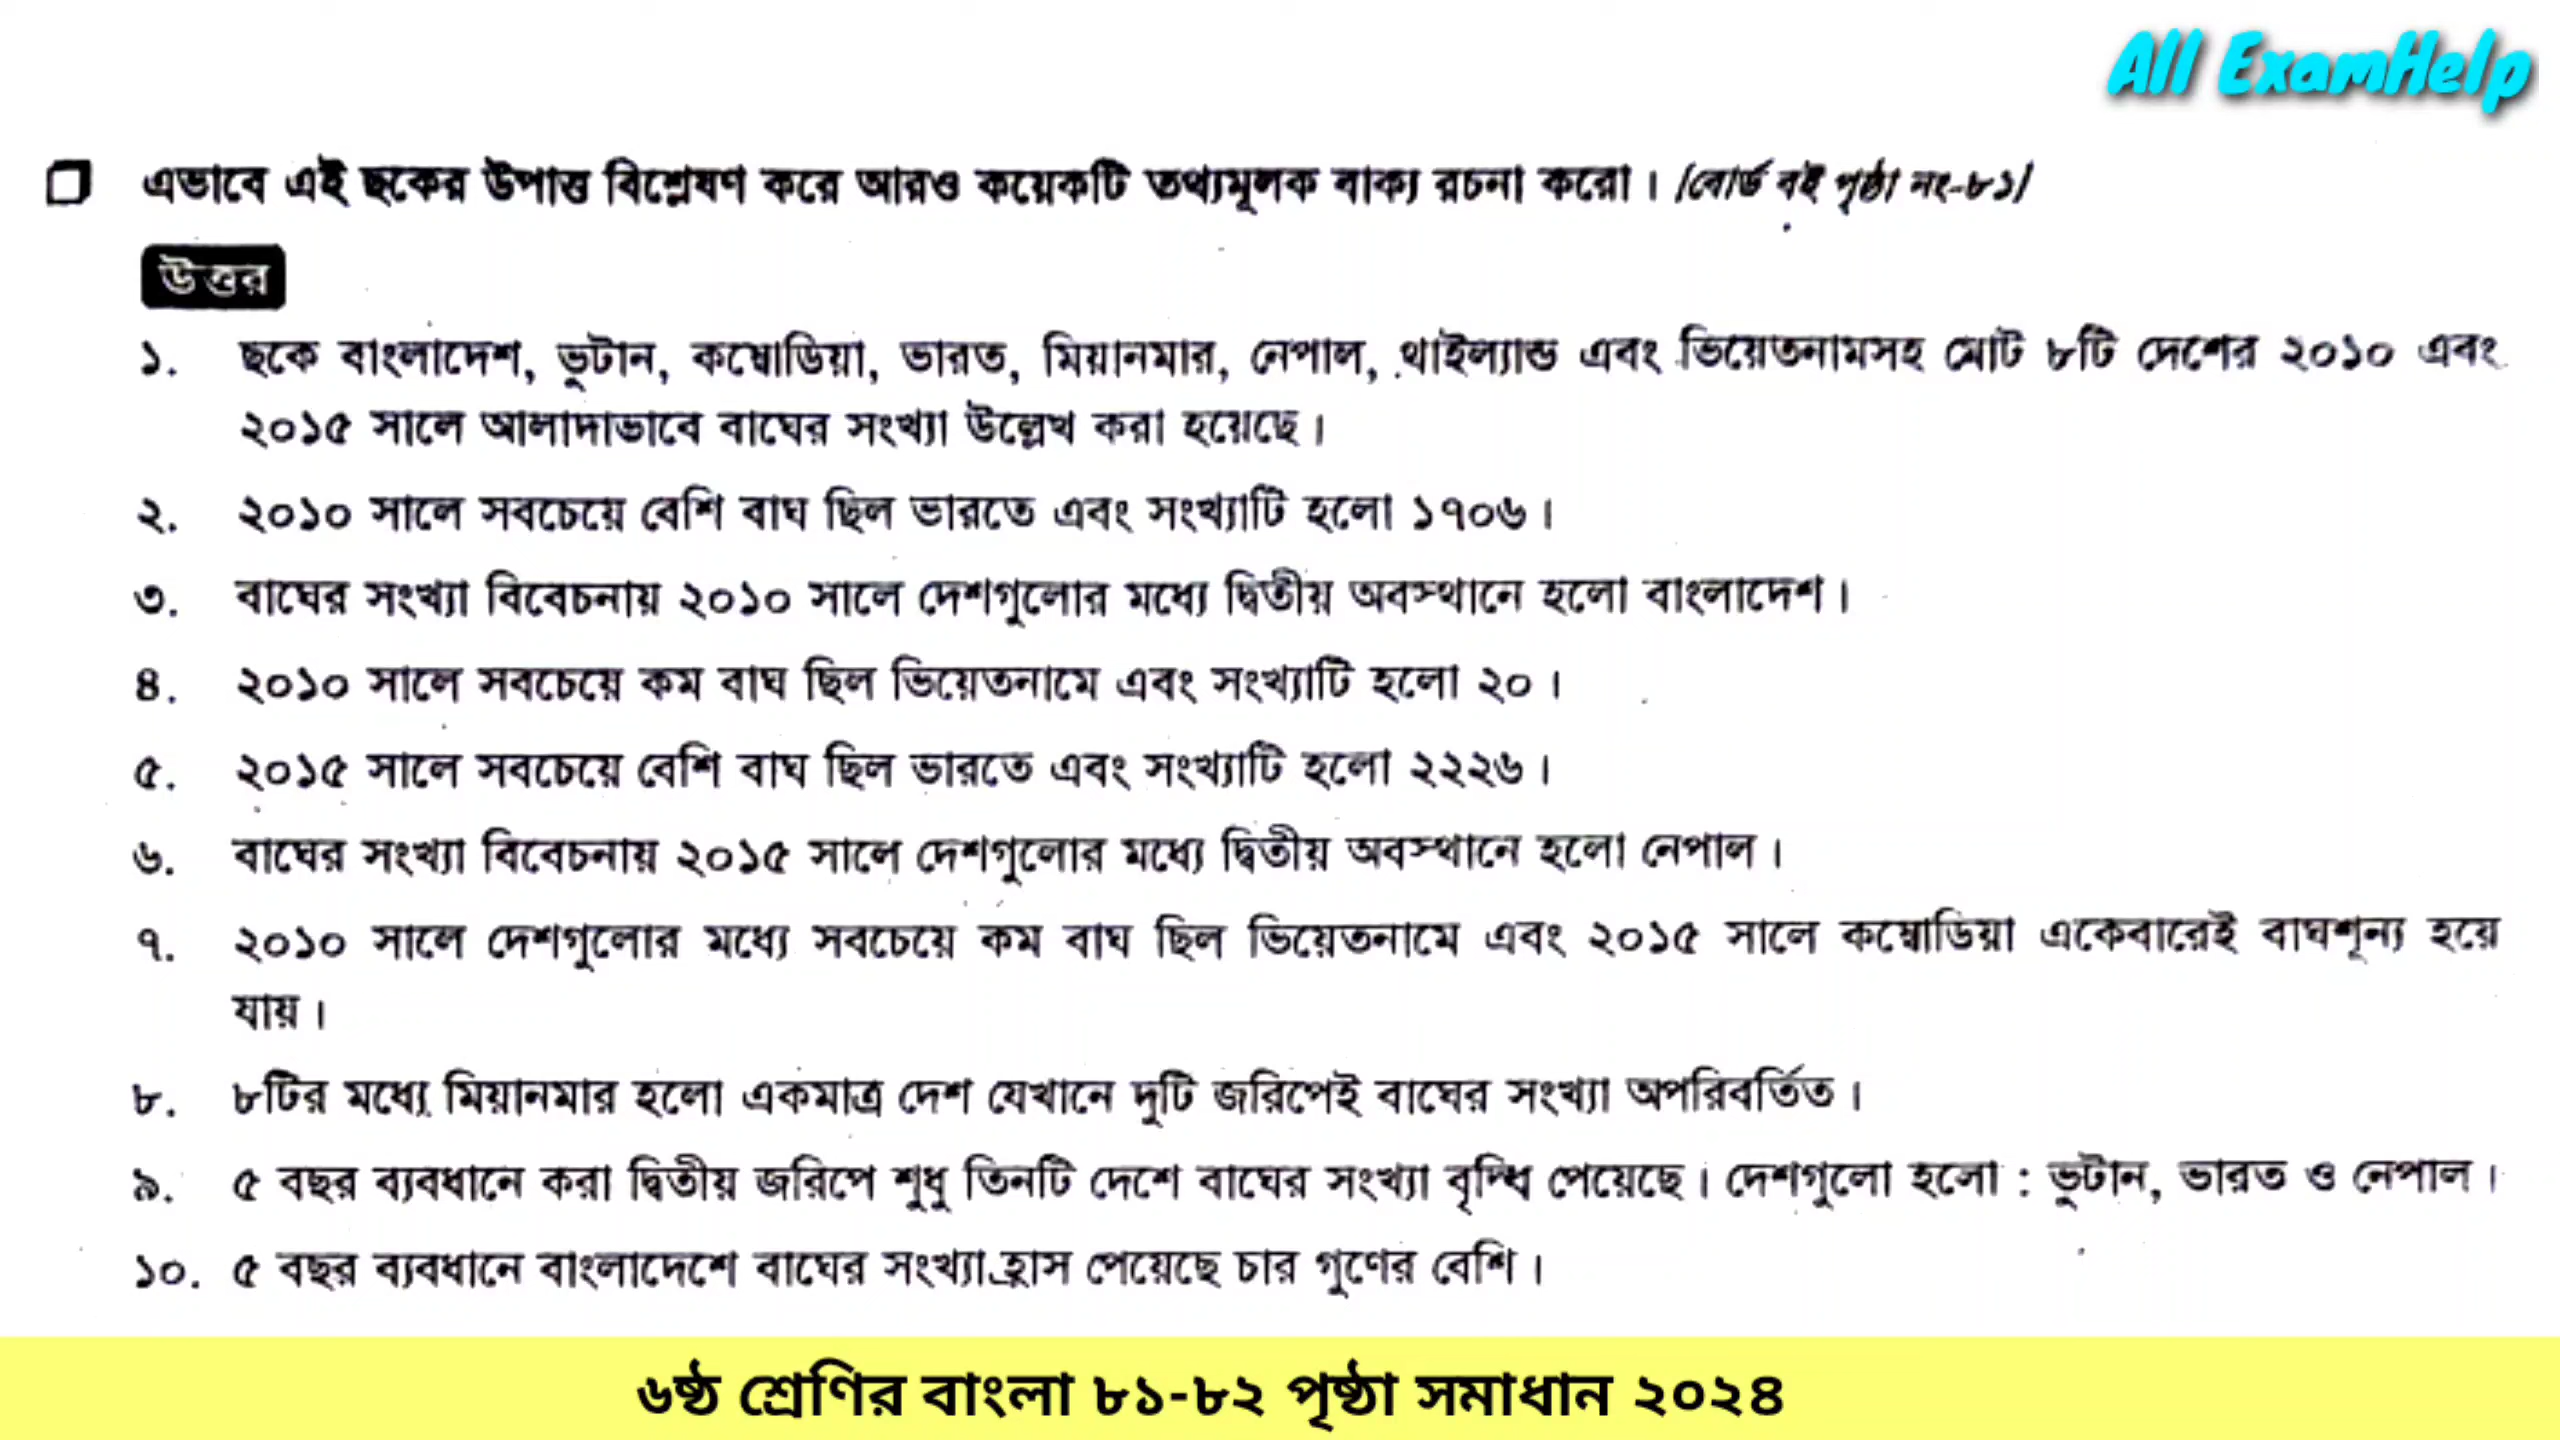 All ExamHelp
❐ এভাবে এই ছকের উপাত্ত বিশ্লেষণ করে আরও কয়েকটি তথ্যমূলক বাক্য রচনা করো। [বোর্ড বই পৃষ্ঠা নং-৮১]
উত্তর
১. ছকে বাংলাদেশ, ভুটান, কম্বোডিয়া, ভারত, মিয়ানমার, নেপাল, থাইল্যান্ড এবং ভিয়েতনামসহ মোট ৮টি দেশের ২০১০ এবং
২০১৫ সালে আলাদাভাবে বাঘের সংখ্যা উল্লেখ করা হয়েছে।
২. ২০১০ সালে সবচেয়ে বেশি বাঘ ছিল ভারতে এবং সংখ্যাটি হলো ১৭০৬।
৩. বাঘের সংখ্যা বিবেচনায় ২০১০ সালে দেশগুলোর মধ্যে দ্বিতীয় অবস্থানে হলো বাংলাদেশ।
৪. ২০১০ সালে সবচেয়ে কম বাঘ ছিল ভিয়েতনামে এবং সংখ্যাটি হলো ২০।
৫. ২০১৫ সালে সবচেয়ে বেশি বাঘ ছিল ভারতে এবং সংখ্যাটি হলো ২২২৬।
৬. বাঘের সংখ্যা বিবেচনায় ২০১৫ সালে দেশগুলোর মধ্যে দ্বিতীয় অবস্থানে হলো নেপাল।
৭. ২০১০ সালে দেশগুলোর মধ্যে সবচেয়ে কম বাঘ ছিল ভিয়েতনামে এবং ২০১৫ সালে কম্বোডিয়া একেবারেই বাঘশূন্য হয়ে
যায়।
৮. ৮টির মধ্যে মিয়ানমার হলো একমাত্র দেশ যেখানে দুটি জরিপেই বাঘের সংখ্যা অপরিবর্তিত।
৯. ৫ বছর ব্যবধানে করা দ্বিতীয় জরিপে শুধু তিনটি দেশে বাঘের সংখ্যা বৃদ্ধি পেয়েছে। দেশগুলো হলো : ভুটান, ভারত ও নেপাল।
১০. ৫ বছর ব্যবধানে বাংলাদেশে বাঘের সংখ্যা হ্রাস পেয়েছে চার গুণের বেশি।
৬ষ্ঠ শ্রেণির বাংলা ৮১-৮২ পৃষ্ঠা সমাধান ২০২৪